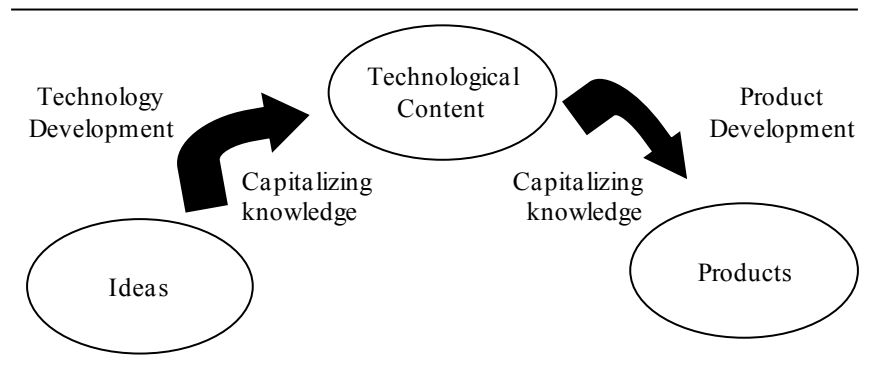 Technological
Content
Technology
Development
Product
Development
Capitalizing
knowledge
Capitalizing
knowledge
Ideas
Products